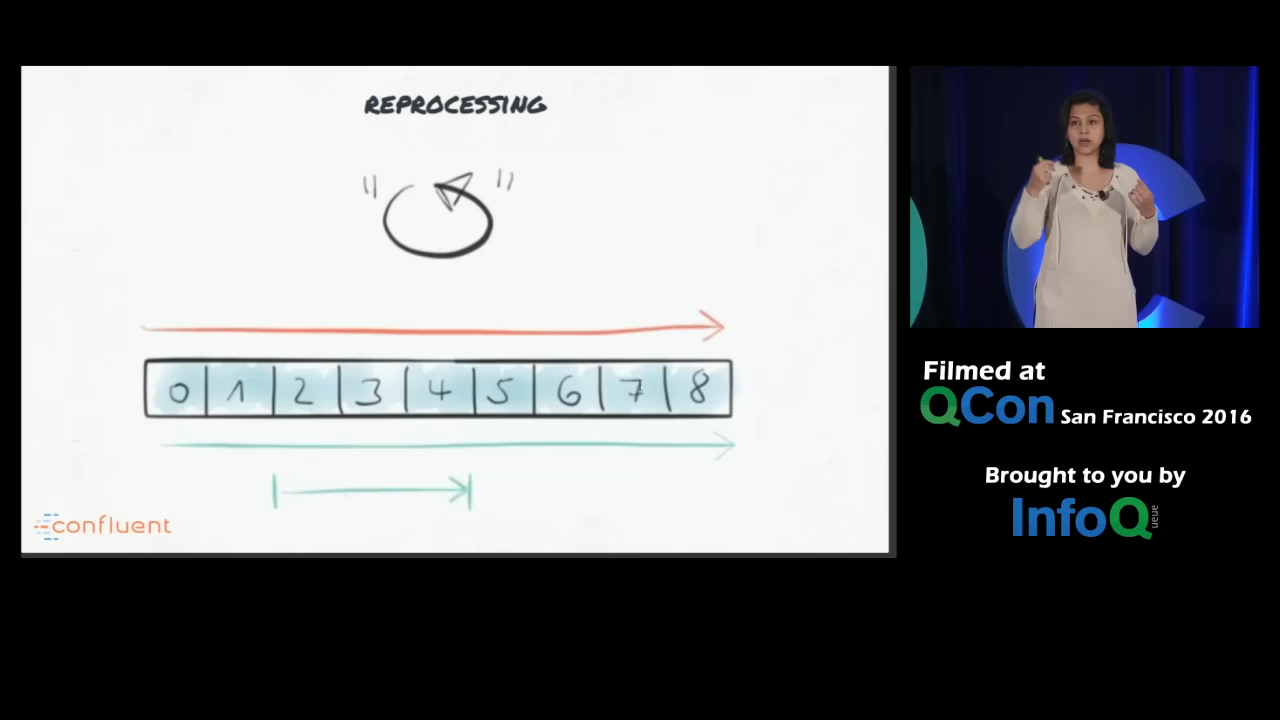 REPROCESSING
" "
0 1 2 3 4 5 6 7 8
confluent
Filmed at
QCon San Francisco 2016
Brought to you by
InfoQ
ueue